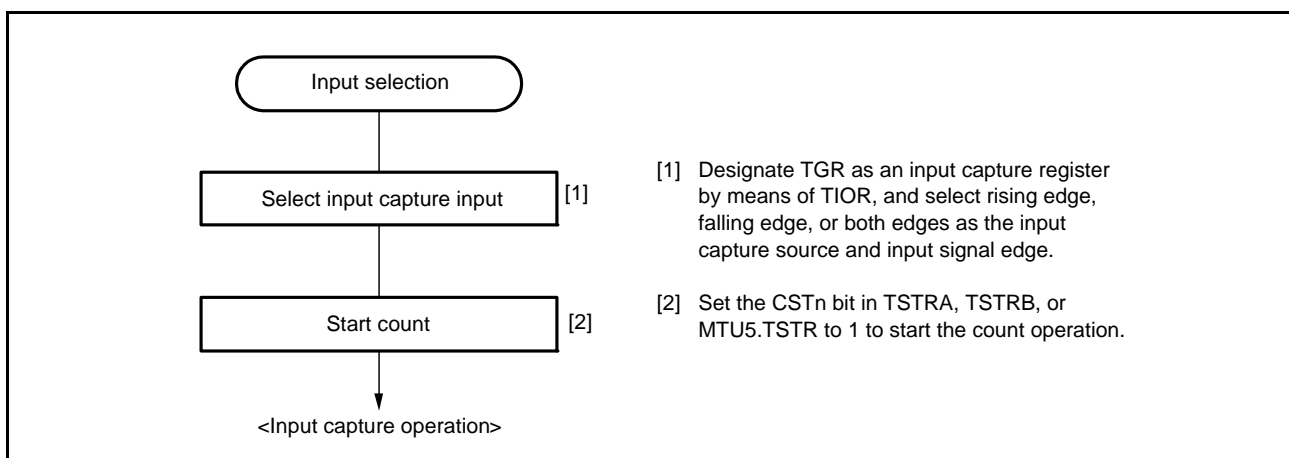 Input selection
Select input capture input
[1]
Start count
[2]
<Input capture operation>
[1] Designate TGR as an input capture register
by means of TIOR, and select rising edge,
falling edge, or both edges as the input
capture source and input signal edge.
[2] Set the CSTn bit in TSTRA, TSTRB, or
MTU5.TSTR to 1 to start the count operation.